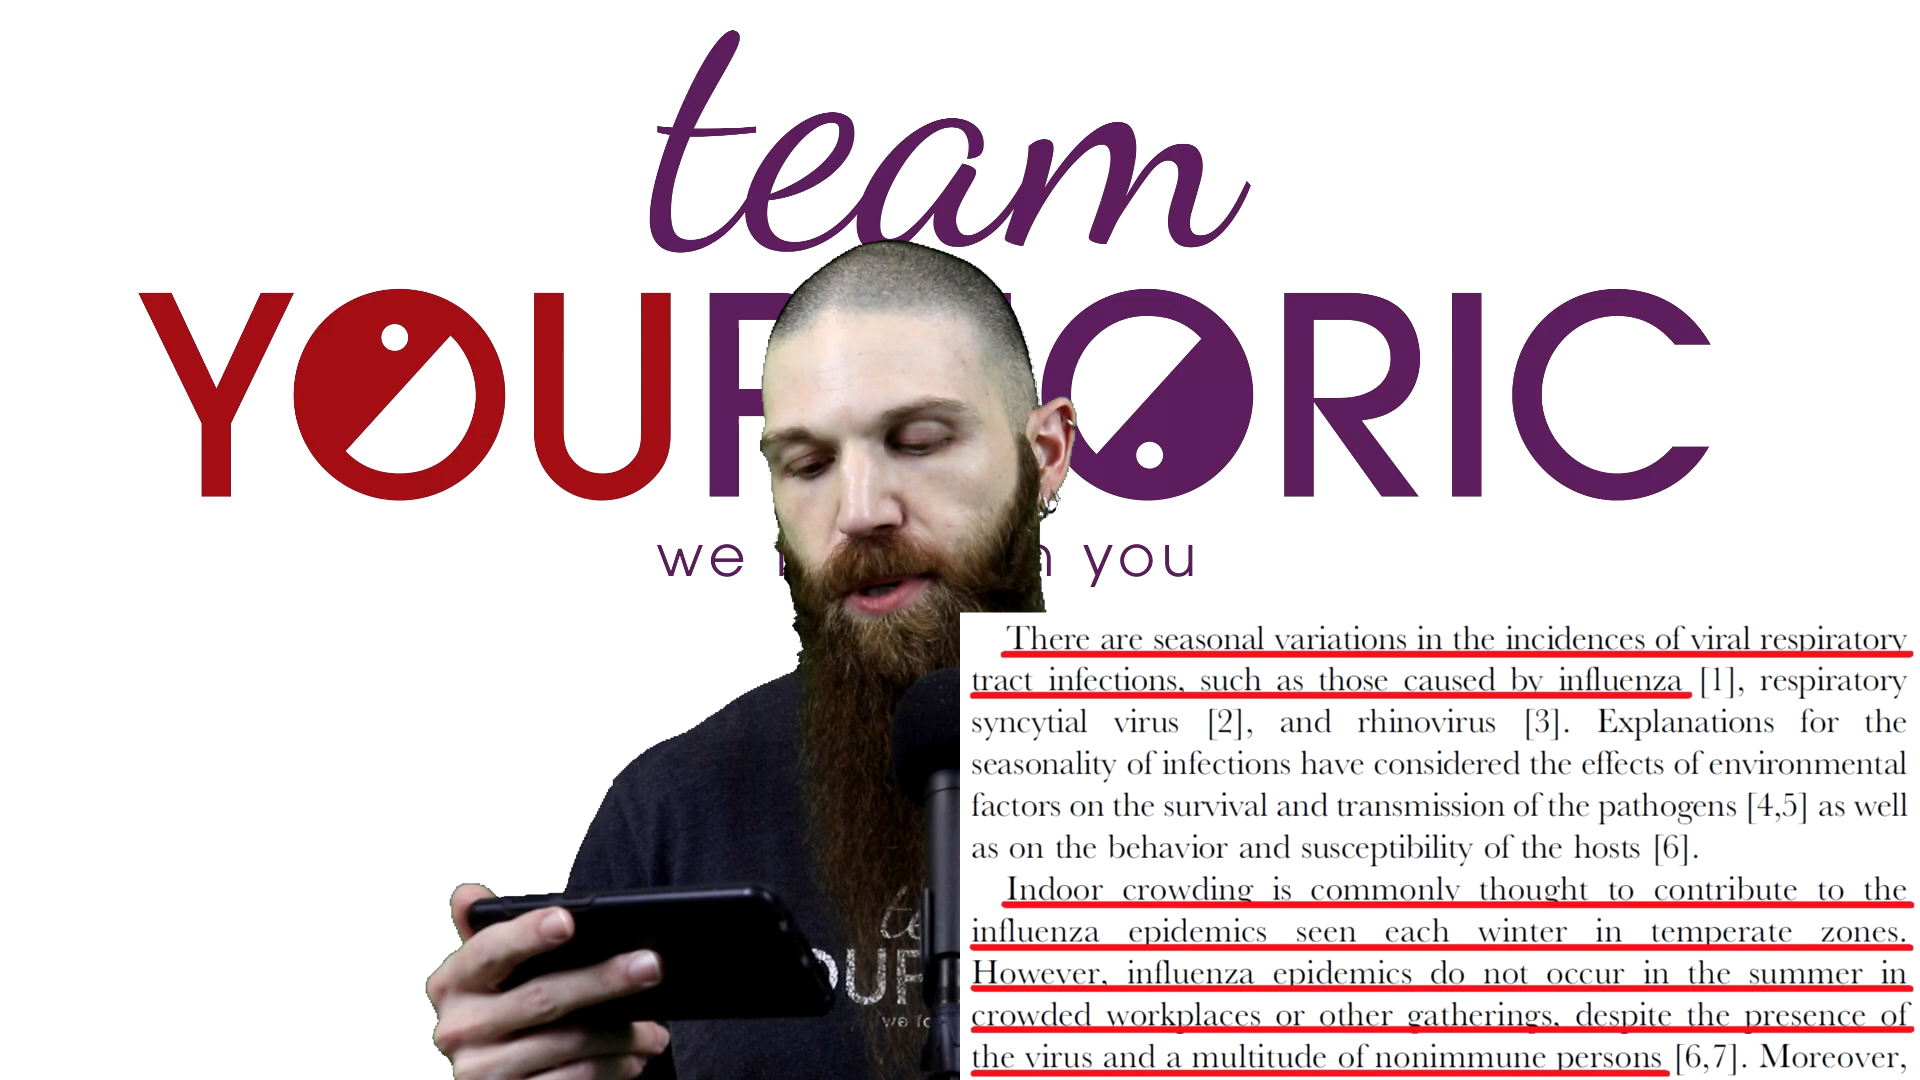 team
YOU ORIC
we you
There are seasonal variations in the incidences of viral respiratory
tract infections, such as those caused by influenza [1], respiratory
syncytial virus [2], and rhinovirus [3]. Explanations for the
seasonality of infections have considered the effects of environmental
factors on the survival and transmission of the pathogens [4,5] as well
as on the behavior and susceptibility of the hosts [6].
Indoor crowding is commonly thought to contribute to the
influenza epidemics seen each winter in temperate zones.
However, influenza epidemics do not occur in the summer in
crowded workplaces or other gatherings, despite the presence of
the virus and a multitude of nonimmune persons [6,7]. Moreover,
we